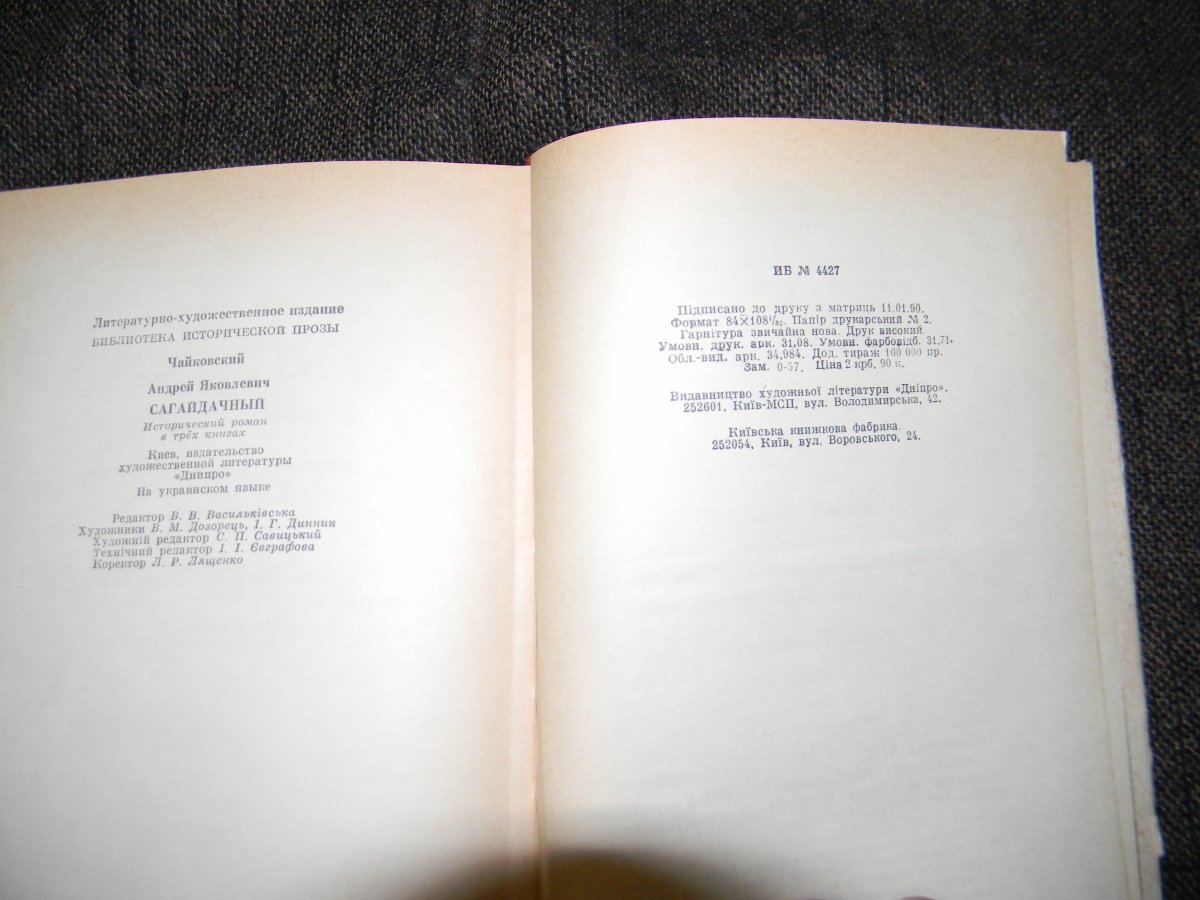 Литературно-художественное издание
БИБЛИОТЕКА ИСТОРИЧЕСКОЙ ПРОЗЫ
Чайковский
Андрей Яковлевич
САГАЙДАЧНЫЙ
Исторический роман
в трёх книгах
Киев, издательство
художественной литературы
«Днипро»
На украинском языке
Редактор В. В. Васильківська
Художники В. М. Дозорець, І. Г. Динник
Художній редактор С. П. Савицький
Технічний редактор І. І. Євграфова
Коректор Л. Р. Лященко
ИБ № 4427
Підписано до друку з матриць 11.01.90.
Формат 84×108¹/₃₂. Папір друкарський № 2.
Гарнітура звичайна нова. Друк високий.
Умовн. друк. арк. 31,08. Умовн. фарбовідб. 31,71.
Обл.-вид. арк. 34,984. Дод. тираж 100 000 пр.
Зам. 0-57. Ціна 2 крб. 90 к.
Видавництво художньої літератури «Дніпро».
252601, Київ-МСП, вул. Володимирська, 42.
Київська книжкова фабрика.
252054, Київ, вул. Воровського, 24.